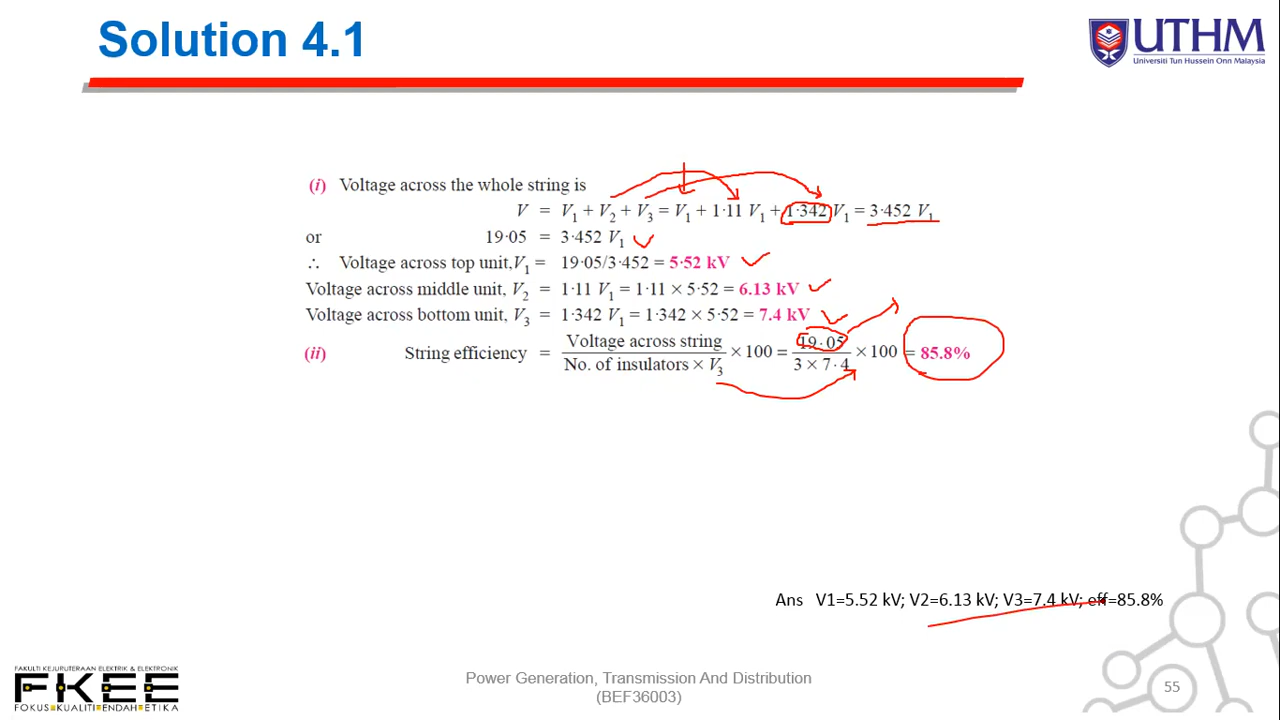 Solution 4.1
UTHM
Universiti Tun Hussein Onn Malaysia
(i) Voltage across the whole string is
V = V₁ + V₂ + V₃ = V₁ + 1·11 V₁ + 1·342 V₁ = 3·452 V₁
or 19·05 = 3·452 V₁
∴ Voltage across top unit, V₁ = 19·05/3·452 = 5·52 kV
Voltage across middle unit, V₂ = 1·11 V₁ = 1·11 × 5·52 = 6.13 kV
Voltage across bottom unit, V₃ = 1·342 V₁ = 1·342 × 5·52 = 7.4 kV
(ii) String efficiency = Voltage across string / No. of insulators × V₃ × 100 = 19·05 / 3 × 7·4 × 100 = 85.8%
Ans V1=5.52 kV; V2=6.13 kV; V3=7.4 kV; eff=85.8%
FAKULTI KEJURUTERAAN ELEKTRIK & ELEKTRONIK
FKEE
FOKUS KUALITI ENDAH ETIKA
Power Generation, Transmission And Distribution
(BEF36003)
55